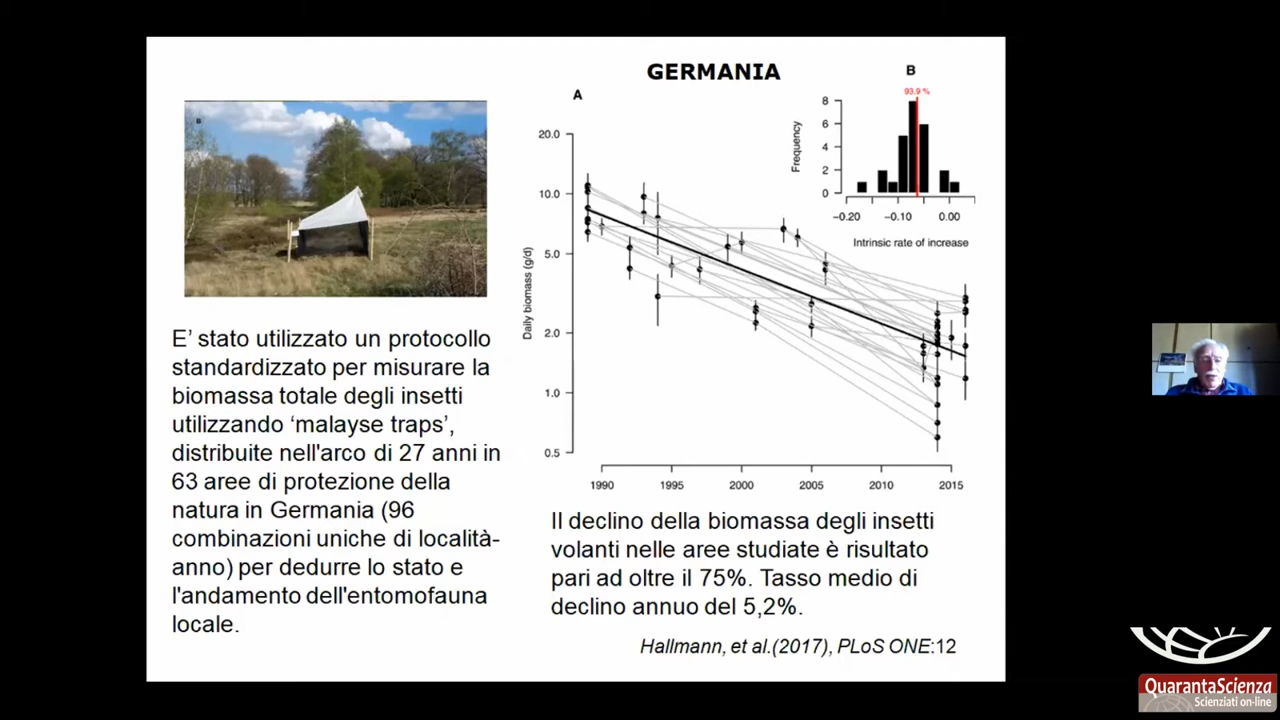 GERMANIA
E' stato utilizzato un protocollo
standardizzato per misurare la
biomassa totale degli insetti
utilizzando ‘malayse traps’,
distribuite nell'arco di 27 anni in
63 aree di protezione della
natura in Germania (96
combinazioni uniche di località-
anno) per dedurre lo stato e
l'andamento dell'entomofauna
locale.
A
Daily biomass (g/d)
20.0
10.0
5.0
2.0
1.0
0.5
1990 1995 2000 2005 2010 2015
B
93.9 %
Frequency
8
6
4
2
0
−0.20 −0.10 0.00
Intrinsic rate of increase
Il declino della biomassa degli insetti
volanti nelle aree studiate è risultato
pari ad oltre il 75%. Tasso medio di
declino annuo del 5,2%.
Hallmann, et al.(2017), PLoS ONE:12
QuarantaScienza
Scienziati on-line